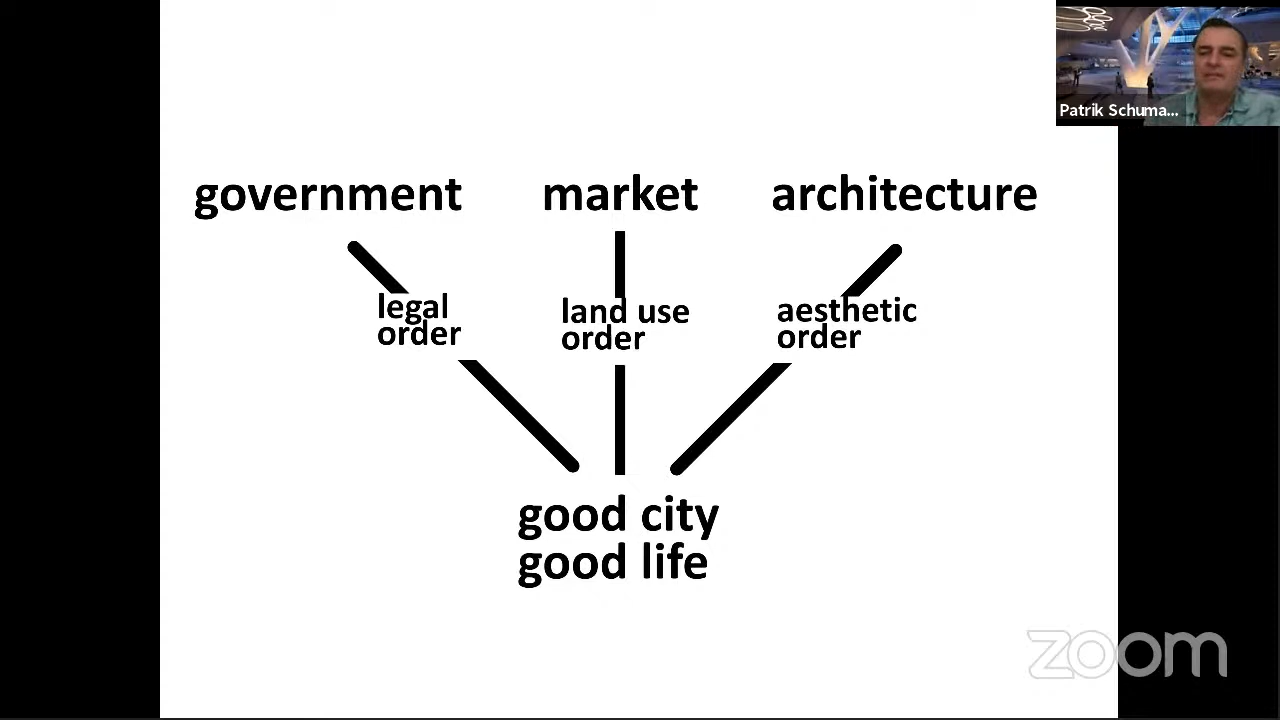 Patrik Schuma...
government market architecture
legal order
land use order
aesthetic order
good city
good life
zoom